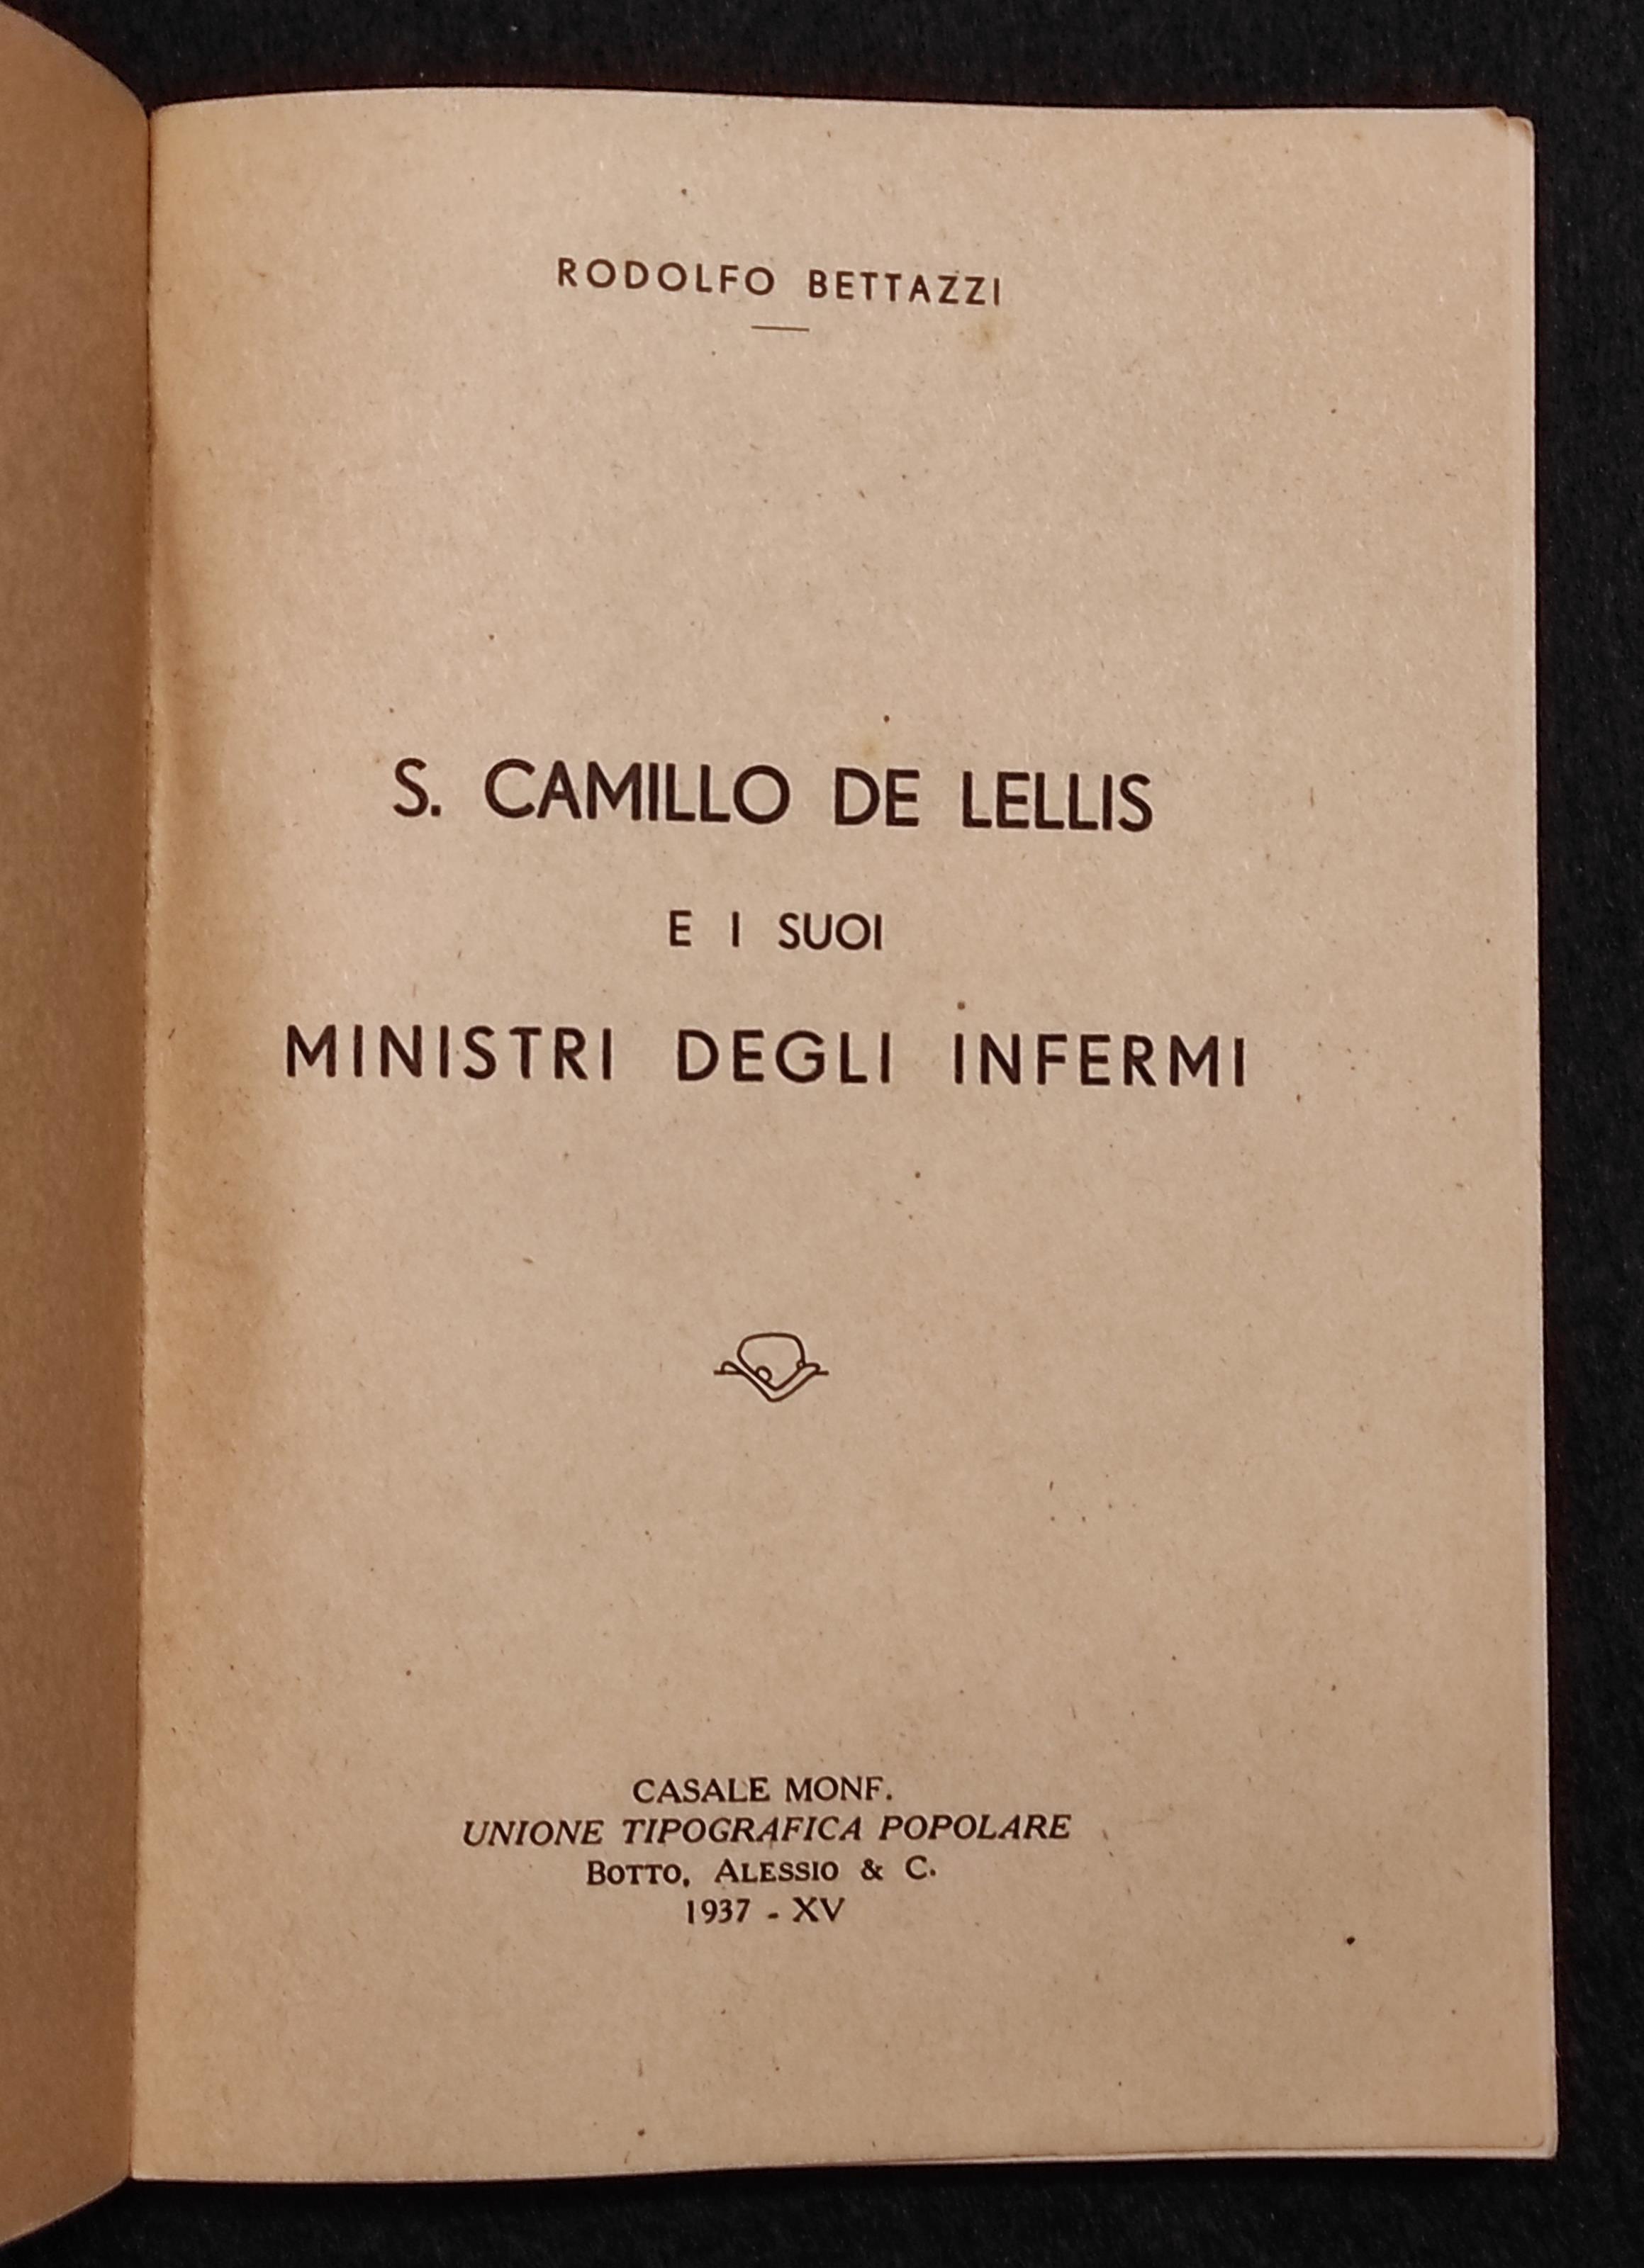 RODOLFO BETTAZZI
S. CAMILLO DE LELLIS
E I SUOI
MINISTRI DEGLI INFERMI
CASALE MONF.
UNIONE TIPOGRAFICA POPOLARE
BOTTO, ALESSIO & C.
1937 - XV